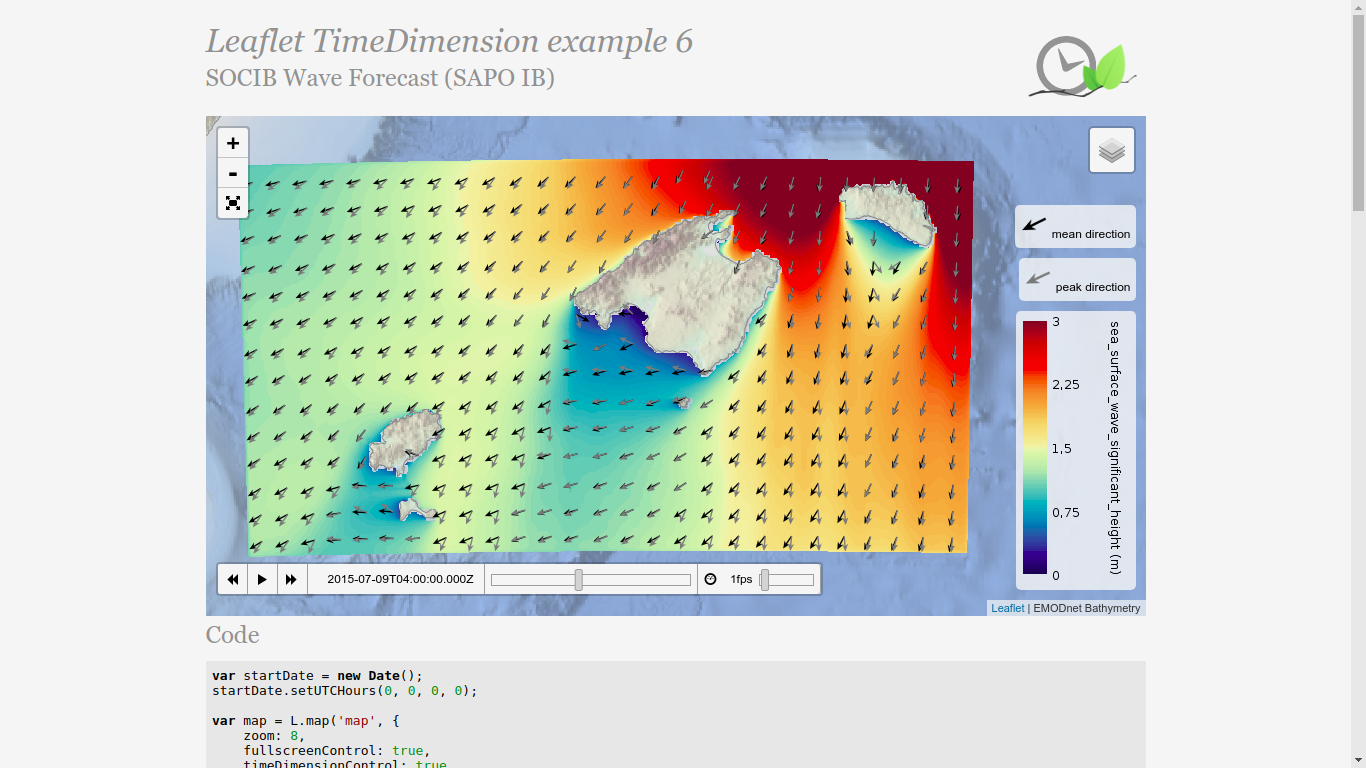 Leaflet TimeDimension example 6
SOCIB Wave Forecast (SAPO IB)
+
-
mean direction
peak direction
3
2,25
1,5
0,75
0
sea_surface_wave_significant_height (m)
2015-07-09T04:00:00.000Z
1fps
Leaflet | EMODnet Bathymetry
Code
var startDate = new Date();
startDate.setUTCHours(0, 0, 0, 0);
var map = L.map('map', {
zoom: 8,
fullscreenControl: true,
timeDimensionControl: true